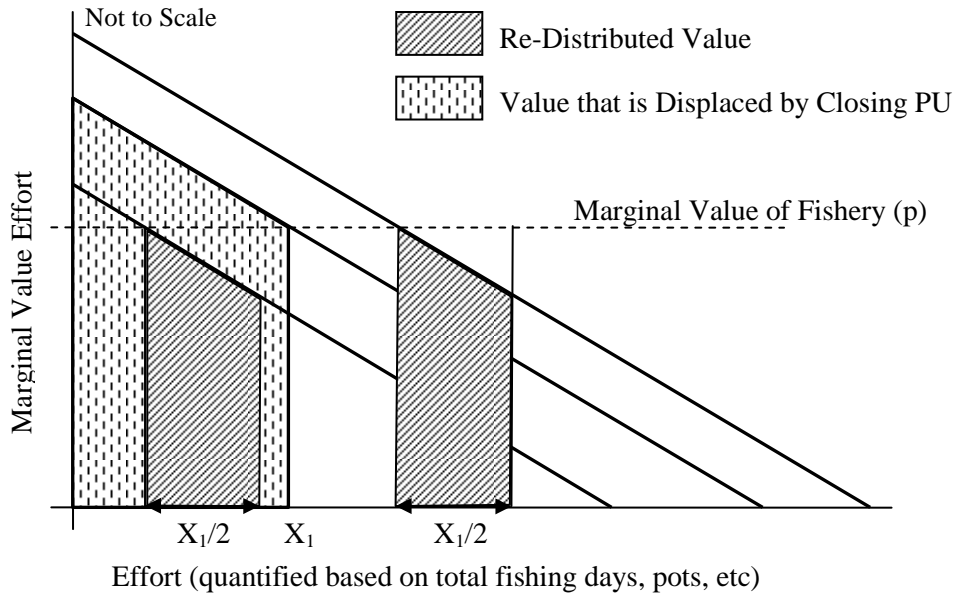 Not to Scale
Re-Distributed Value
Value that is Displaced by Closing PU
Marginal Value of Fishery (p)
Marginal Value Effort
X₁/2
X₁
X₁/2
Effort (quantified based on total fishing days, pots, etc)